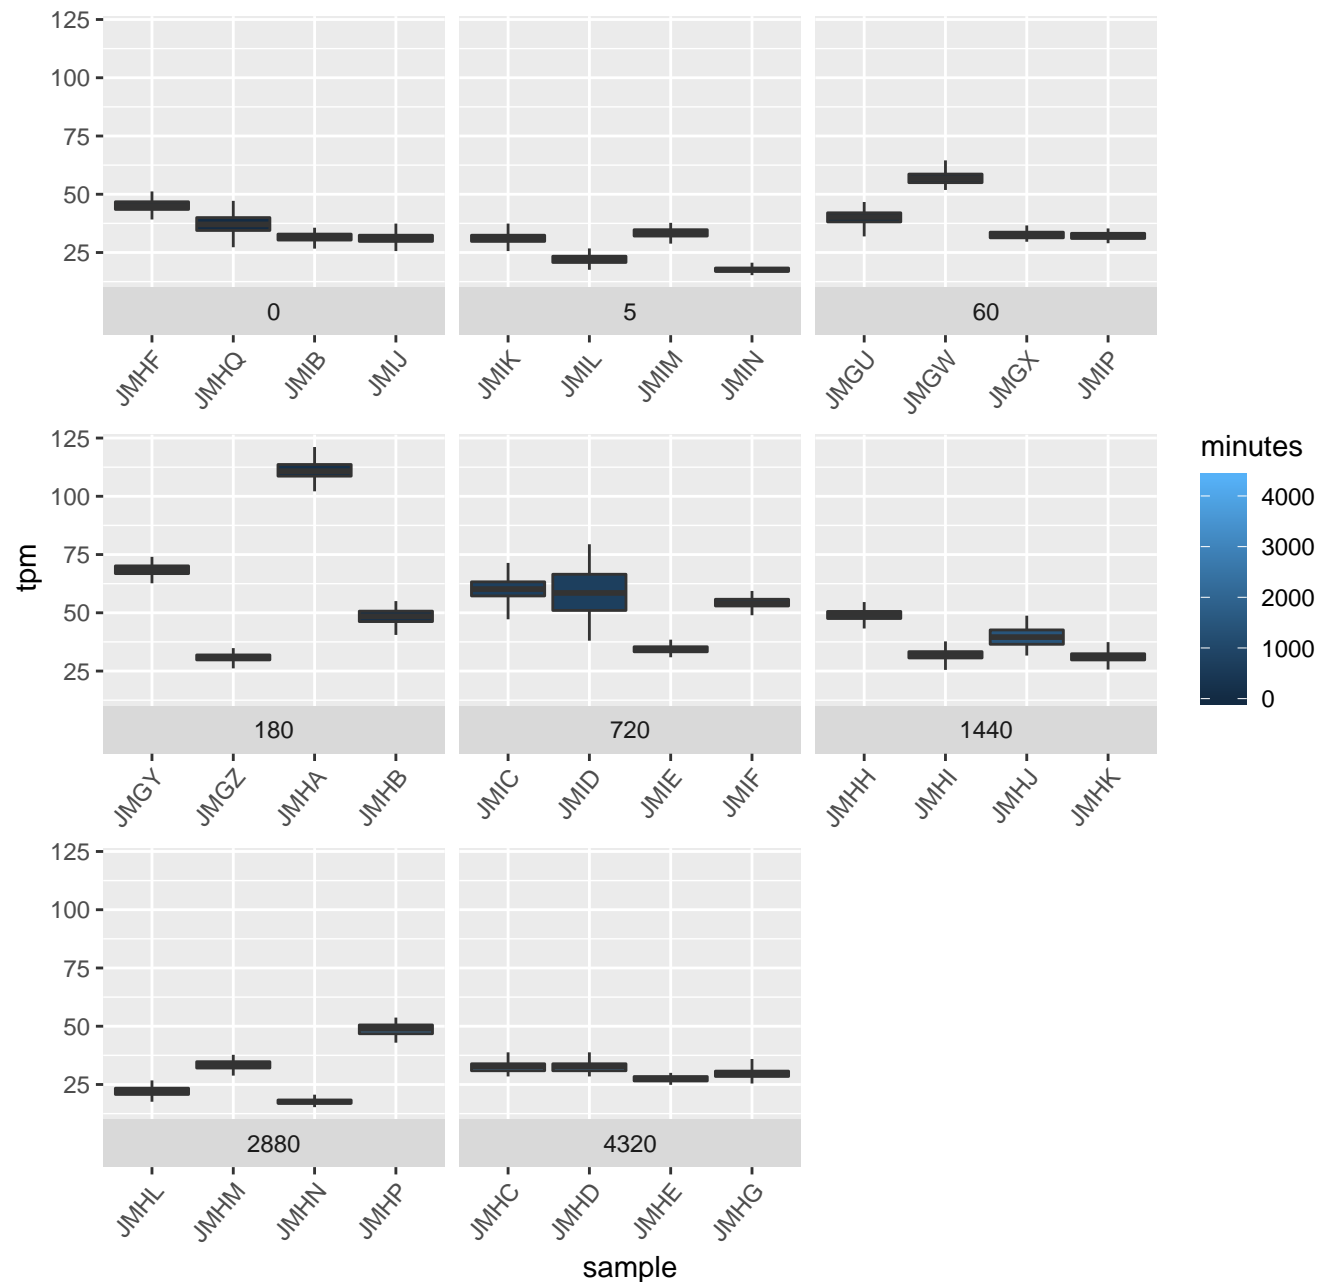 125
100
75
50
25
0
5
60
JMHF
JMHQ
JMIB
JMIJ
JMIK
JMIL
JMIM
JMIN
JMGU
JMGW
JMGX
JMIP
125
100
75
50
25
tpm
180
720
1440
JMGY
JMGZ
JMHA
JMHB
JMIC
JMID
JMIE
JMIF
JMHH
JMHI
JMHJ
JMHK
minutes
4000
3000
2000
1000
0
125
100
75
50
25
2880
4320
JMHL
JMHM
JMHN
JMHP
JMHC
JMHD
JMHE
JMHG
sample